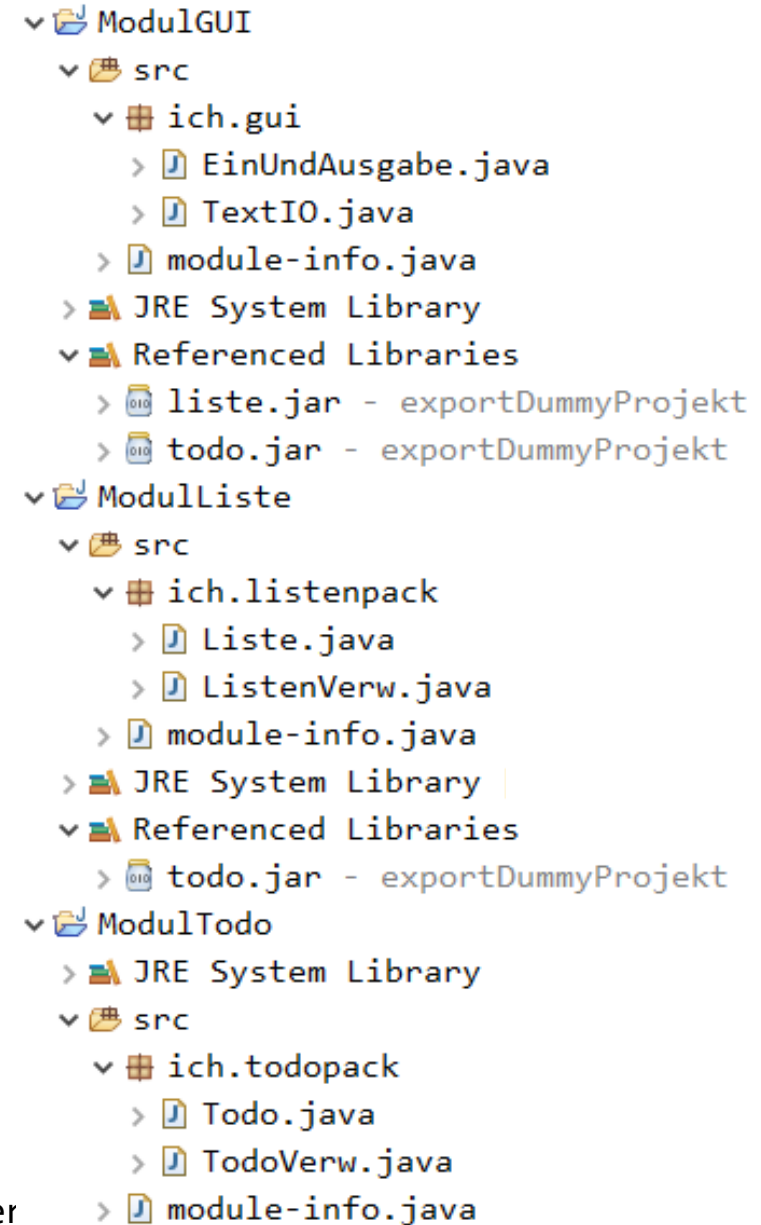 ModulGUI
src
ich.gui
EinUndAusgabe.java
TextIO.java
module-info.java
JRE System Library
Referenced Libraries
liste.jar - exportDummyProjekt
todo.jar - exportDummyProjekt
ModulListe
src
ich.listenpack
Liste.java
ListenVerw.java
module-info.java
JRE System Library
Referenced Libraries
todo.jar - exportDummyProjekt
ModulTodo
JRE System Library
src
ich.todopack
Todo.java
TodoVerw.java
er module-info.java